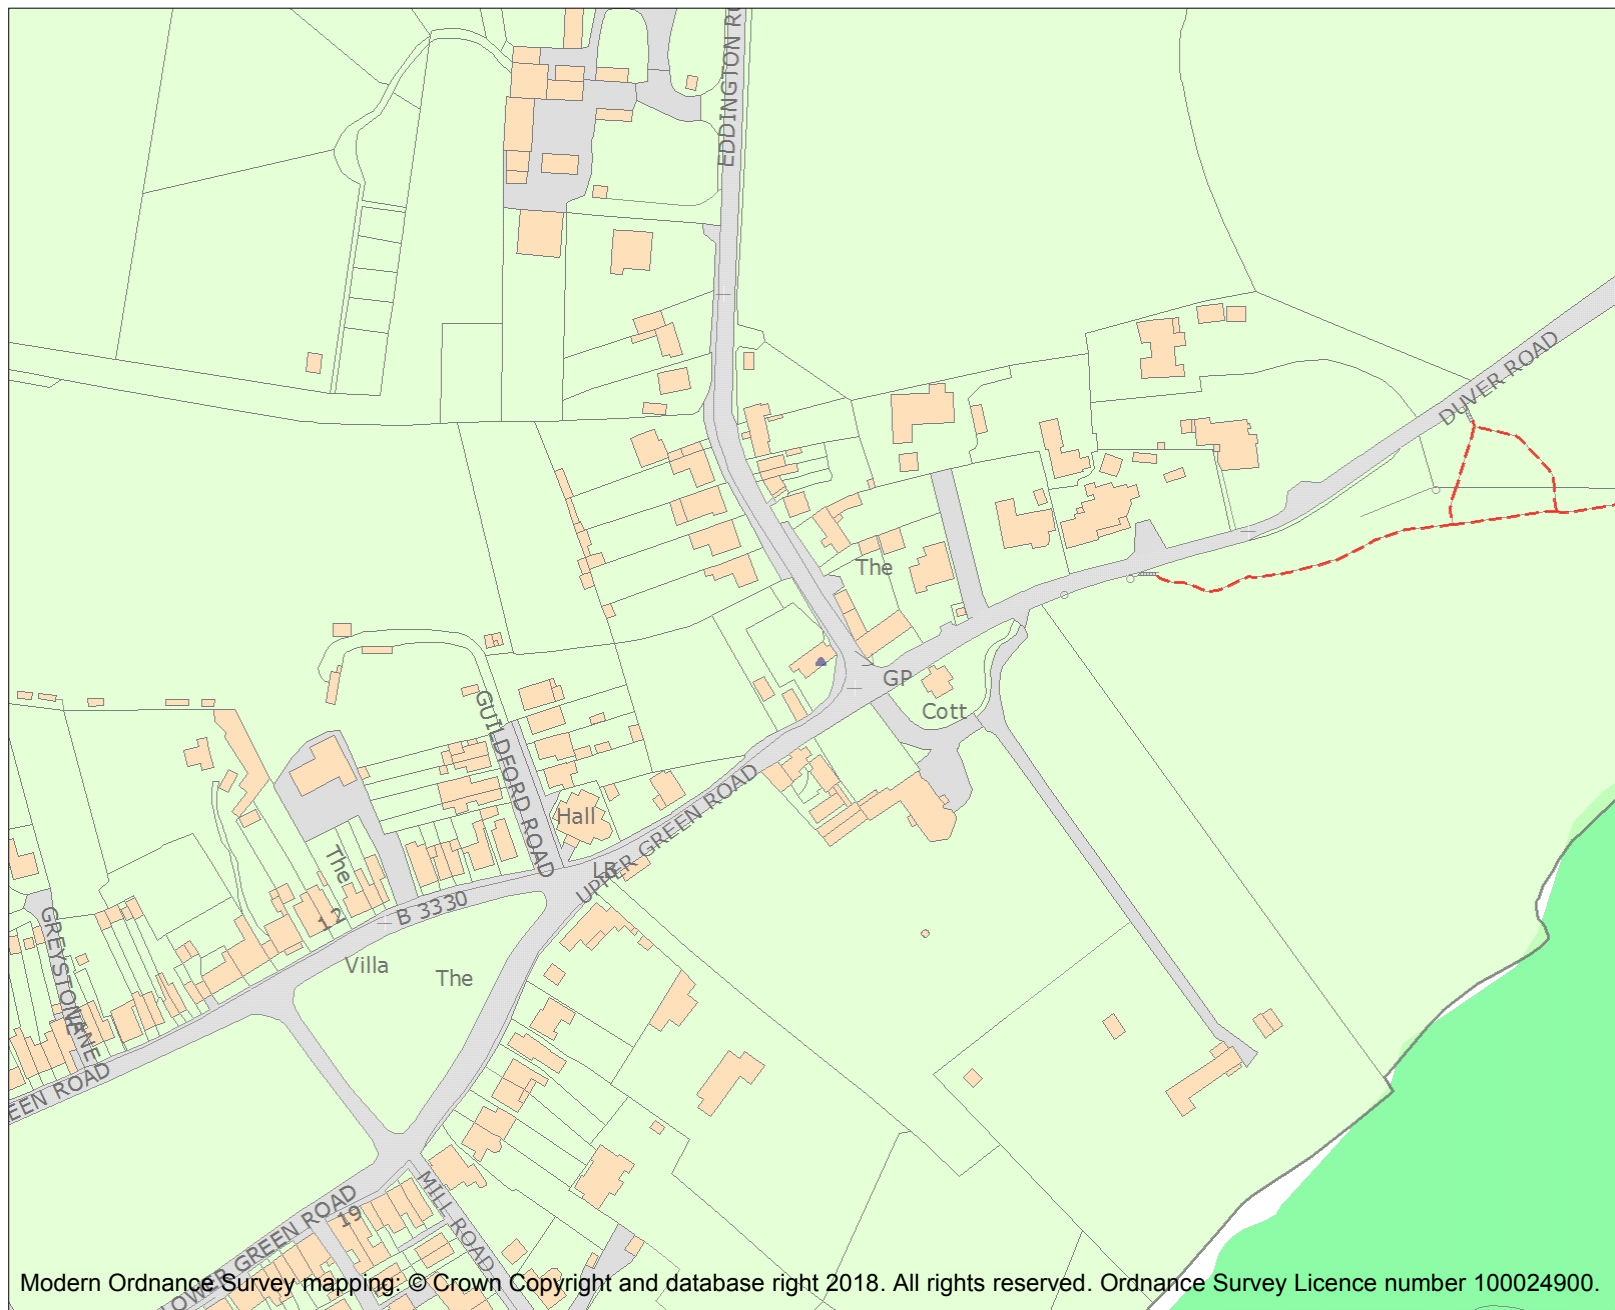 EDDINGTON
DUVER ROAD
The
GP
Cott
GUILDFORD ROAD
Hall
UPPER GREEN ROAD
LB
The
12
B 3330
GREYSTONE
LANE
Villa
The
ROAD
MILL ROAD
19
GREEN ROAD
Modern Ordnance Survey mapping: © Crown Copyright and database right 2018. All rights reserved. Ordnance Survey Licence number 100024900.